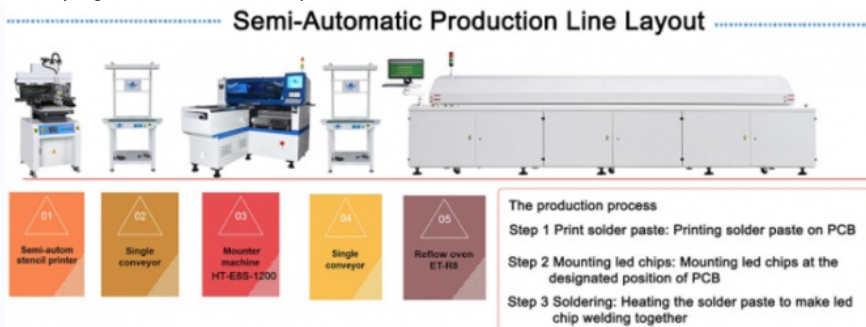 Semi-Automatic Production Line Layout
01
Semi-autom
stencil printer
02
Single
conveyor
03
Mounter
machine
HT-E8S-1200
04
Single
conveyor
05
Reflow oven
ET-R8
The production process
Step 1 Print solder paste: Printing solder paste on PCB
Step 2 Mounting led chips: Mounting led chips at the
designated position of PCB
Step 3 Soldering: Heating the solder paste to make led
chip welding together